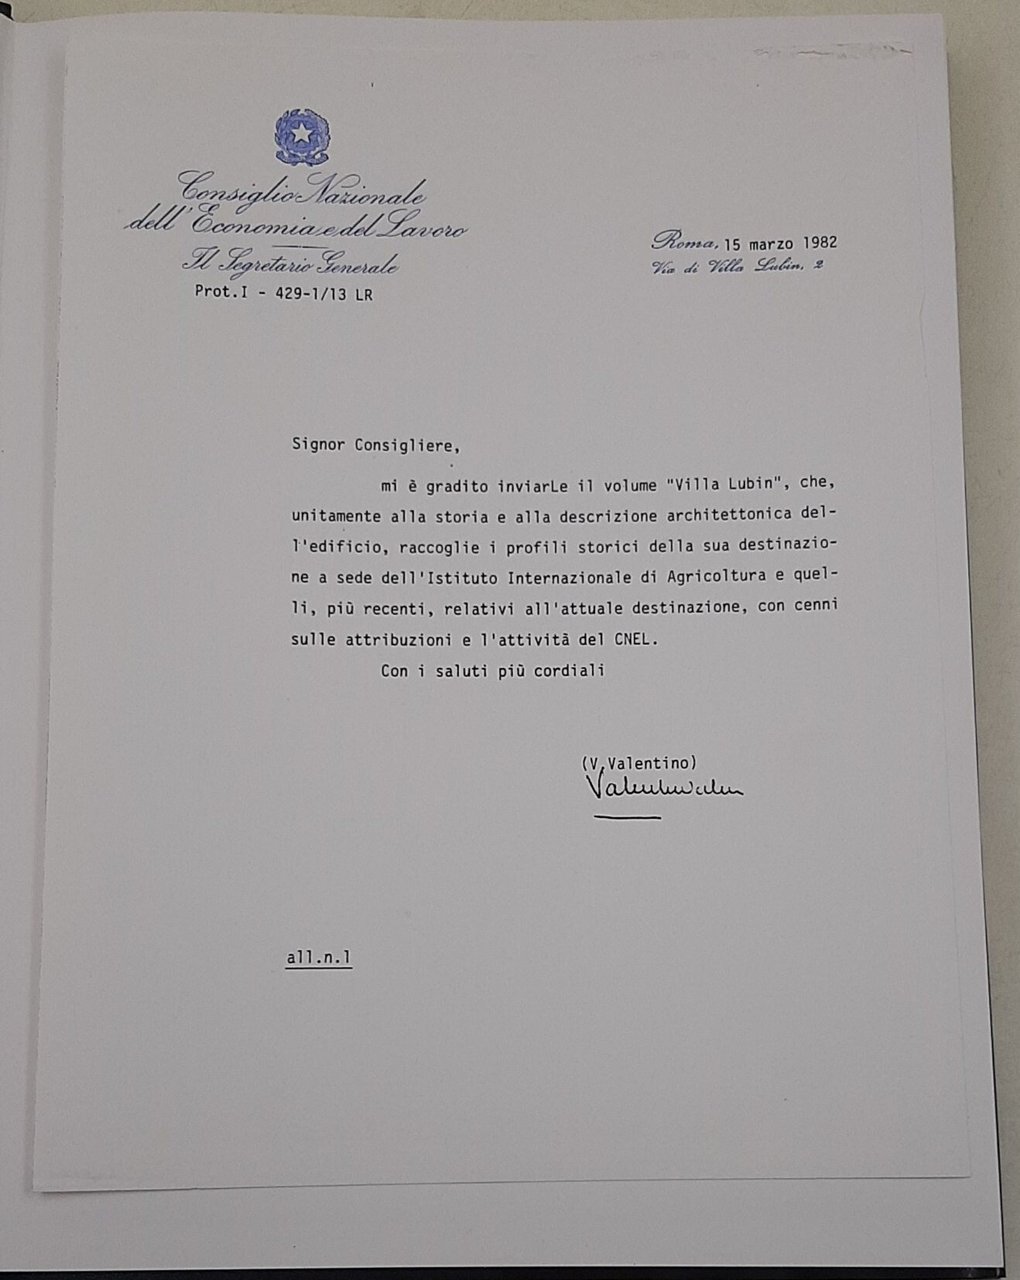 Consiglio Nazionale
dell'Economia e del Lavoro
Il Segretario Generale
Prot.I - 429-1/13 LR
Roma, 15 marzo 1982
Via di Villa Lubin, 2
Signor Consigliere,
mi è gradito inviarLe il volume "Villa Lubin", che,
unitamente alla storia e alla descrizione architettonica del-
l'edificio, raccoglie i profili storici della sua destinazio-
ne a sede dell'Istituto Internazionale di Agricoltura e quel-
li, più recenti, relativi all'attuale destinazione, con cenni
sulle attribuzioni e l'attività del CNEL.
Con i saluti più cordiali
(V.Valentino)
all.n.1